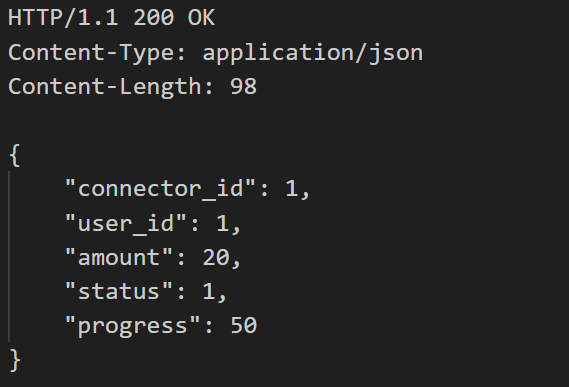 HTTP/1.1 200 OK
Content-Type: application/json
Content-Length: 98

{
    "connector_id": 1,
    "user_id": 1,
    "amount": 20,
    "status": 1,
    "progress": 50
}